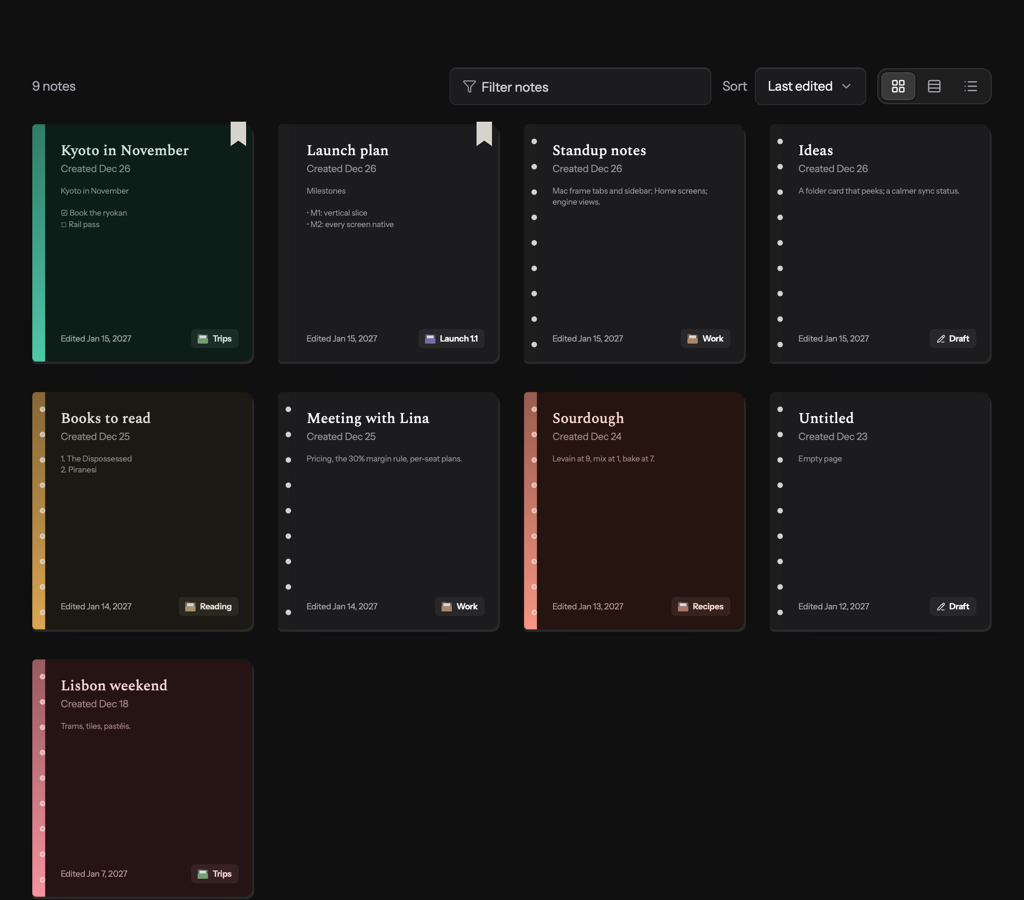 9 notes
Filter notes
Sort
Last edited
Kyoto in November
Created Dec 26
Kyoto in November
☑ Book the ryokan
☐ Rail pass
Edited Jan 15, 2027
Trips
Launch plan
Created Dec 26
Milestones
• M1: vertical slice
• M2: every screen native
Edited Jan 15, 2027
Launch 1.1
Standup notes
Created Dec 26
Mac frame tabs and sidebar; Home screens;
engine views.
Edited Jan 15, 2027
Work
Ideas
Created Dec 26
A folder card that peeks; a calmer sync status.
Edited Jan 15, 2027
Draft
Books to read
Created Dec 25
1. The Dispossessed
2. Piranesi
Edited Jan 14, 2027
Reading
Meeting with Lina
Created Dec 25
Pricing, the 30% margin rule, per-seat plans.
Edited Jan 14, 2027
Work
Sourdough
Created Dec 24
Levain at 9, mix at 1, bake at 7.
Edited Jan 13, 2027
Recipes
Untitled
Created Dec 23
Empty page
Edited Jan 12, 2027
Draft
Lisbon weekend
Created Dec 18
Trams, tiles, pastéis.
Edited Jan 7, 2027
Trips